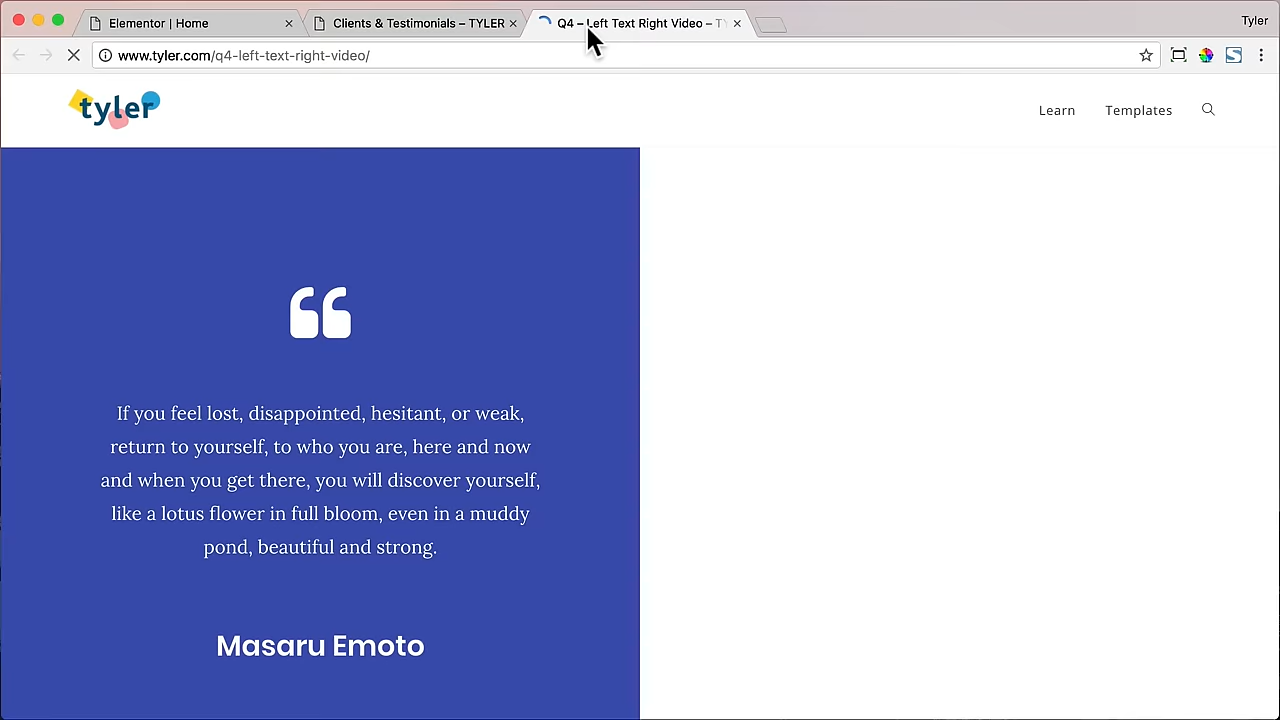 Elementor | Home
Clients & Testimonials – TYLER
Q4 – Left Text Right Video – T
Tyler
www.tyler.com/q4-left-text-right-video/
tyler
Learn
Templates
If you feel lost, disappointed, hesitant, or weak,
return to yourself, to who you are, here and now
and when you get there, you will discover yourself,
like a lotus flower in full bloom, even in a muddy
pond, beautiful and strong.
Masaru Emoto